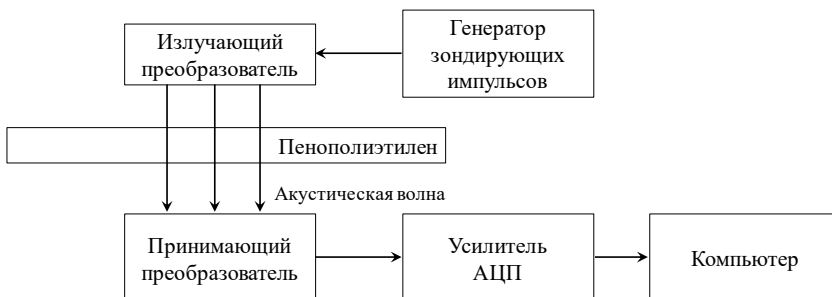 Излучающий
преобразователь
Генератор
зондирующих
импульсов
Пенополиэтилен
Акустическая волна
Принимающий
преобразователь
Усилитель
АЦП
Компьютер